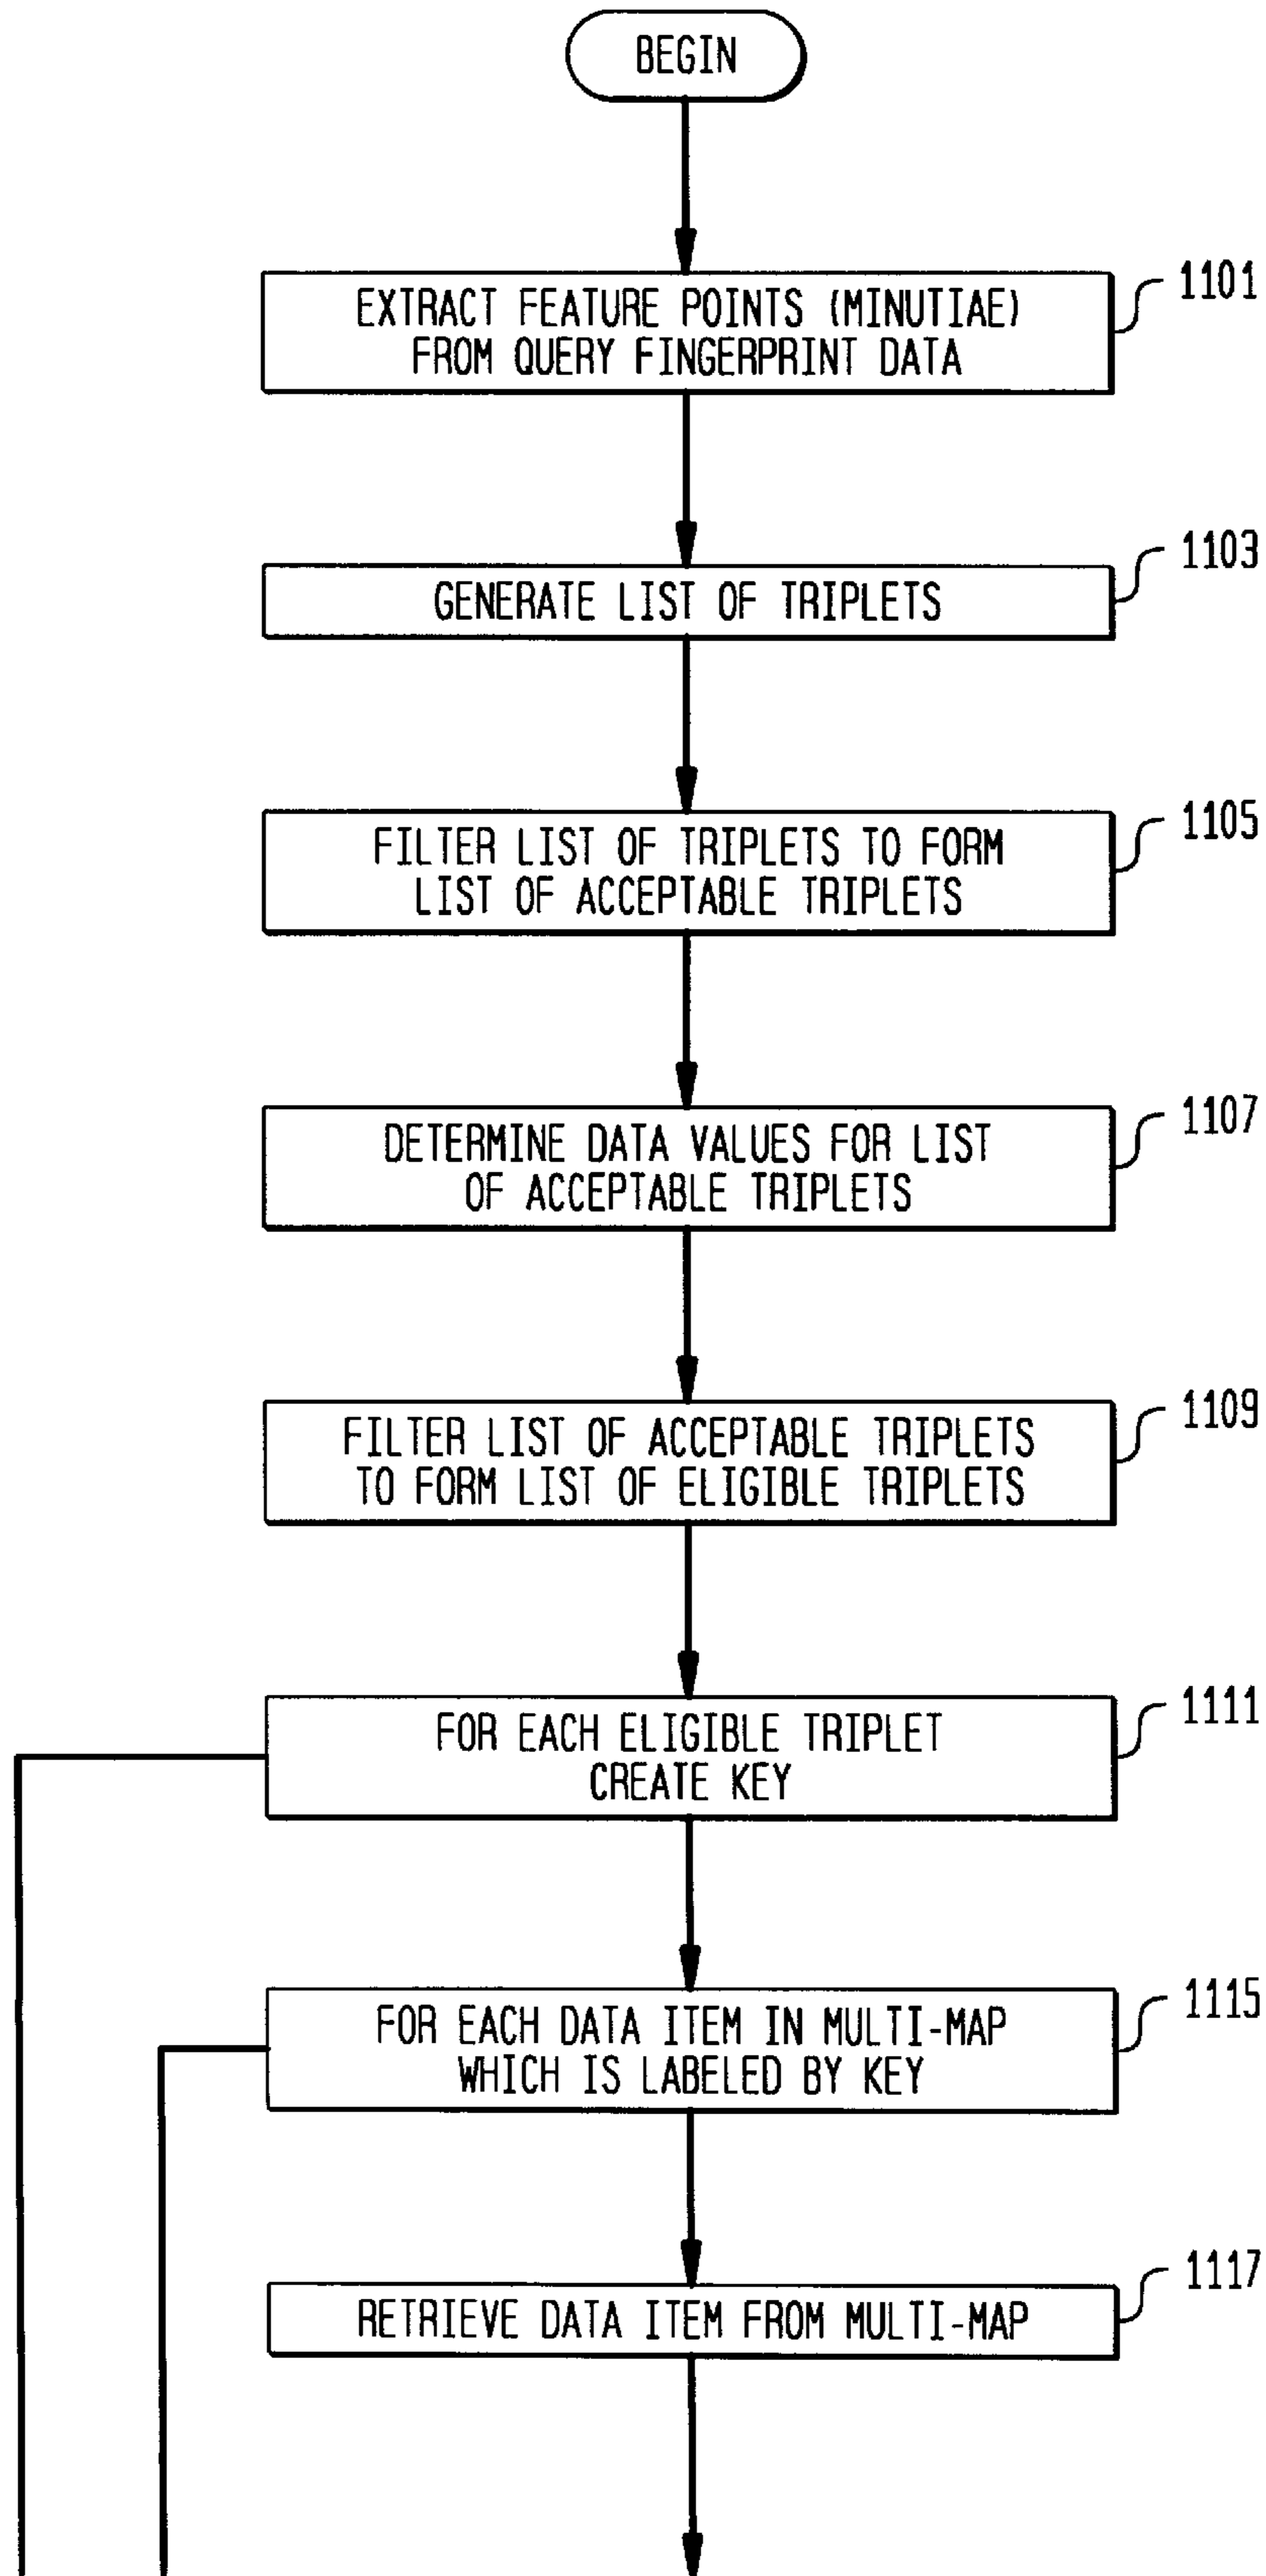 BEGIN
EXTRACT FEATURE POINTS (MINUTIAE)
FROM QUERY FINGERPRINT DATA
1101
GENERATE LIST OF TRIPLETS
1103
FILTER LIST OF TRIPLETS TO FORM
LIST OF ACCEPTABLE TRIPLETS
1105
DETERMINE DATA VALUES FOR LIST
OF ACCEPTABLE TRIPLETS
1107
FILTER LIST OF ACCEPTABLE TRIPLETS
TO FORM LIST OF ELIGIBLE TRIPLETS
1109
FOR EACH ELIGIBLE TRIPLET
CREATE KEY
1111
FOR EACH DATA ITEM IN MULTI-MAP
WHICH IS LABELED BY KEY
1115
RETRIEVE DATA ITEM FROM MULTI-MAP
1117